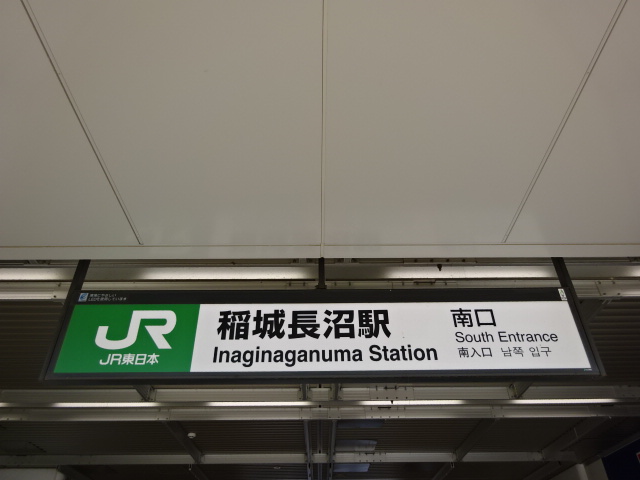 JR
JR東日本
稲城長沼駅
Inaginaganuma Station
南口
South Entrance
南入口 남쪽 입구